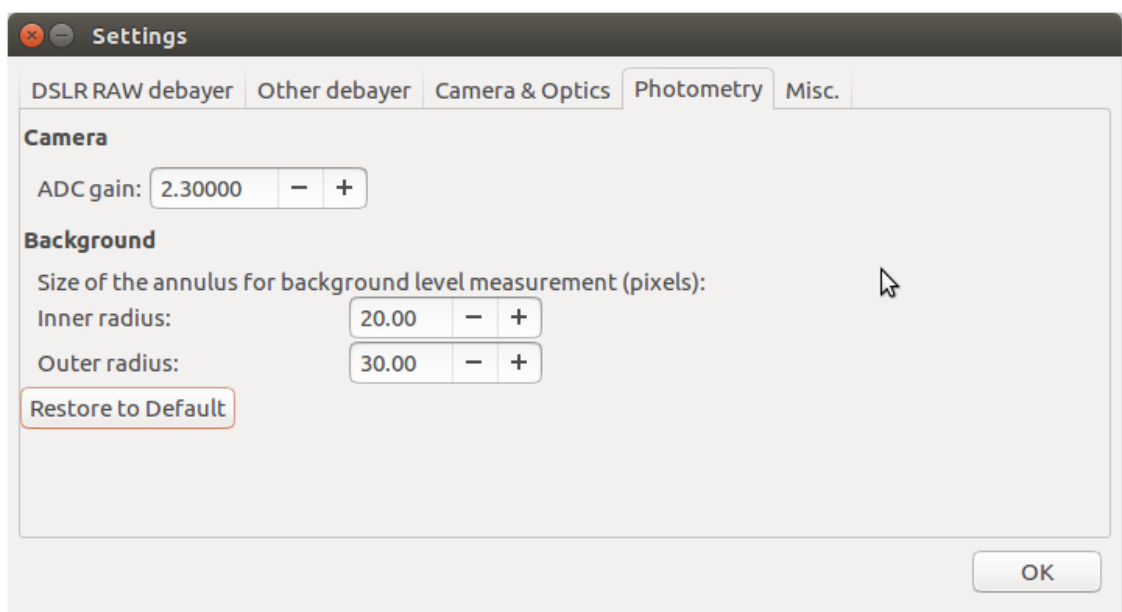 Settings
DSLR RAW debayer Other debayer Camera & Optics Photometry Misc.
Camera
ADC gain: 2.30000 − +
Background
Size of the annulus for background level measurement (pixels):
Inner radius: 20.00 − +
Outer radius: 30.00 − +
Restore to Default
OK